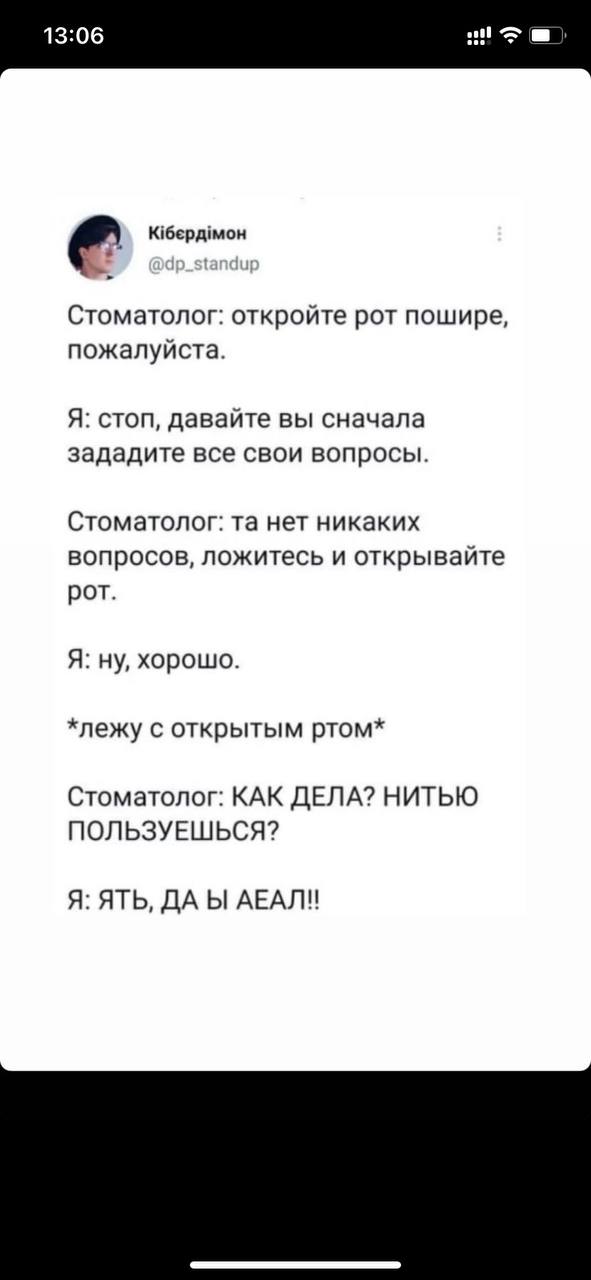 13:06
Кібєрдімон
@dp_standup
Стоматолог: откройте рот пошире,
пожалуйста.
Я: стоп, давайте вы сначала
зададите все свои вопросы.
Стоматолог: та нет никаких
вопросов, ложитесь и открывайте
рот.
Я: ну, хорошо.
*лежу с открытым ртом*
Стоматолог: КАК ДЕЛА? НИТЬЮ
ПОЛЬЗУЕШЬСЯ?
Я: ЯТЬ, ДА Ы АЕАЛ!!